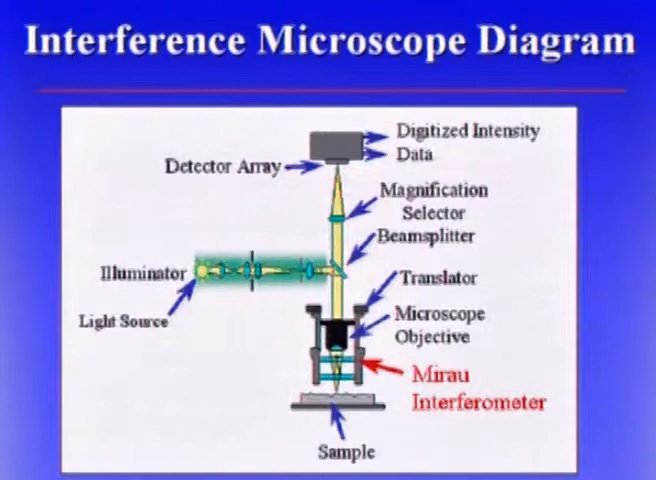 Interference Microscope Diagram
Digitized Intensity
Data
Detector Array
Magnification
Selector
Beamsplitter
Illuminator
Translator
Light Source
Microscope
Objective
Mirau
Interferometer
Sample